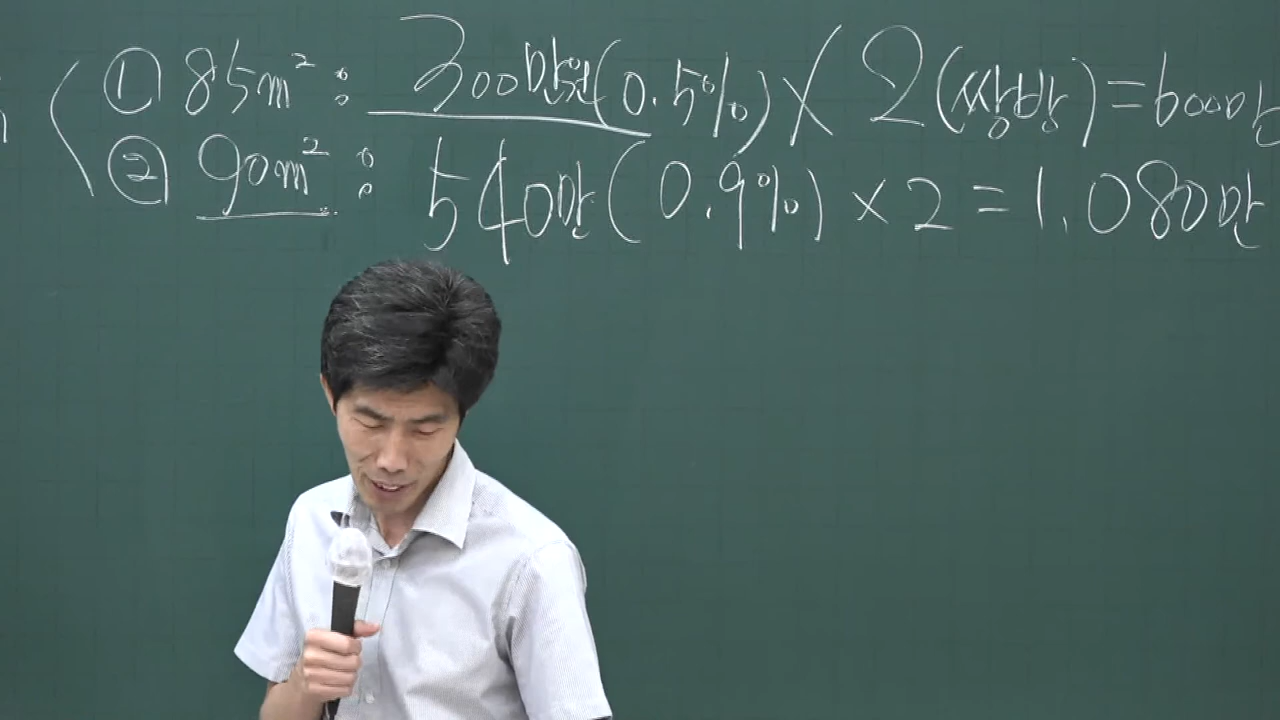 ① 85m² : 300만원(0.5%) × 2(쌍방) = 600만
② 90m² : 540만(0.9%) × 2 = 1.080만